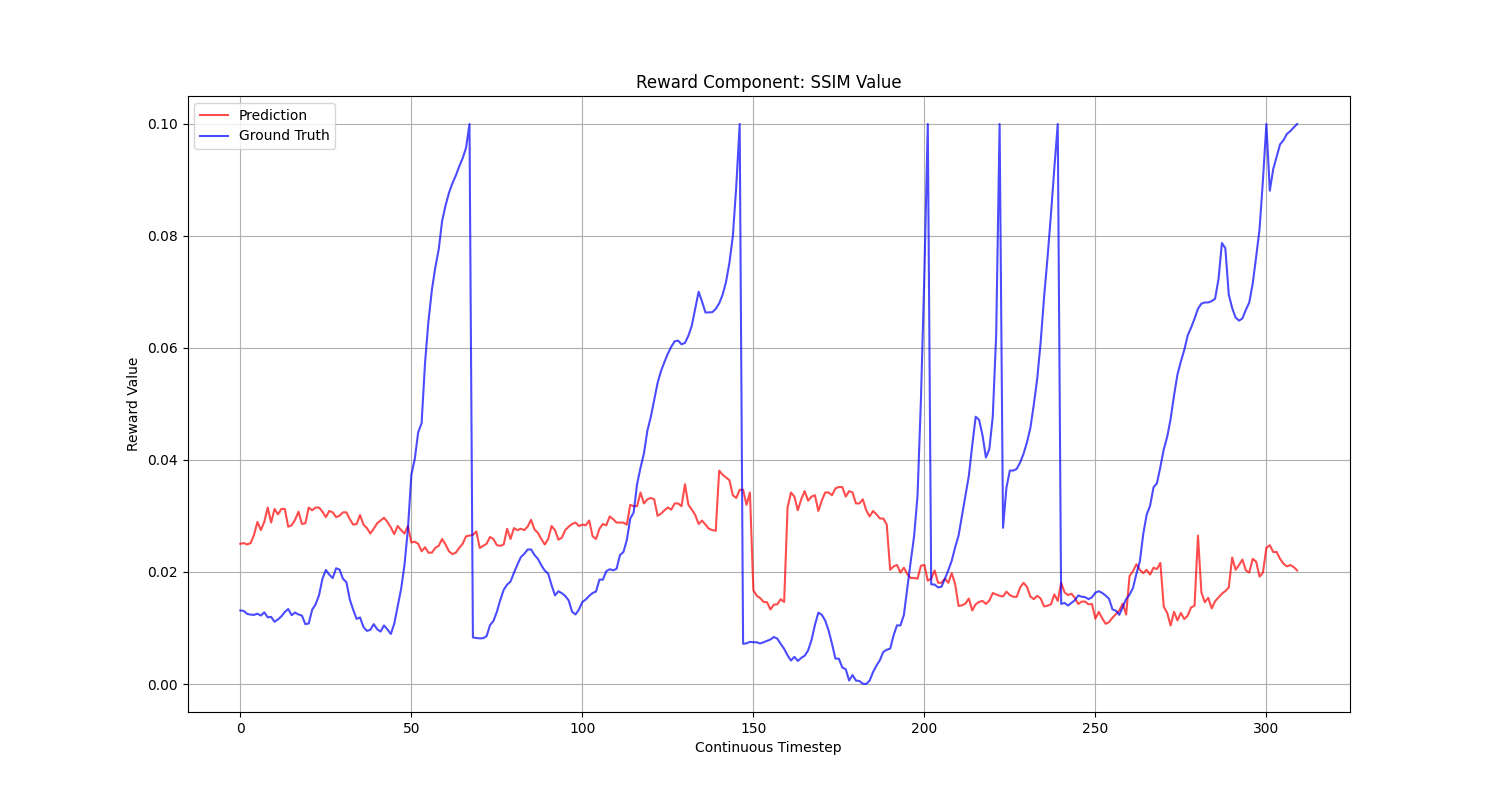 Reward Component: SSIM Value
Prediction
Ground Truth
0.10
0.08
0.06
0.04
0.02
0.00
Reward Value
0 50 100 150 200 250 300
Continuous Timestep